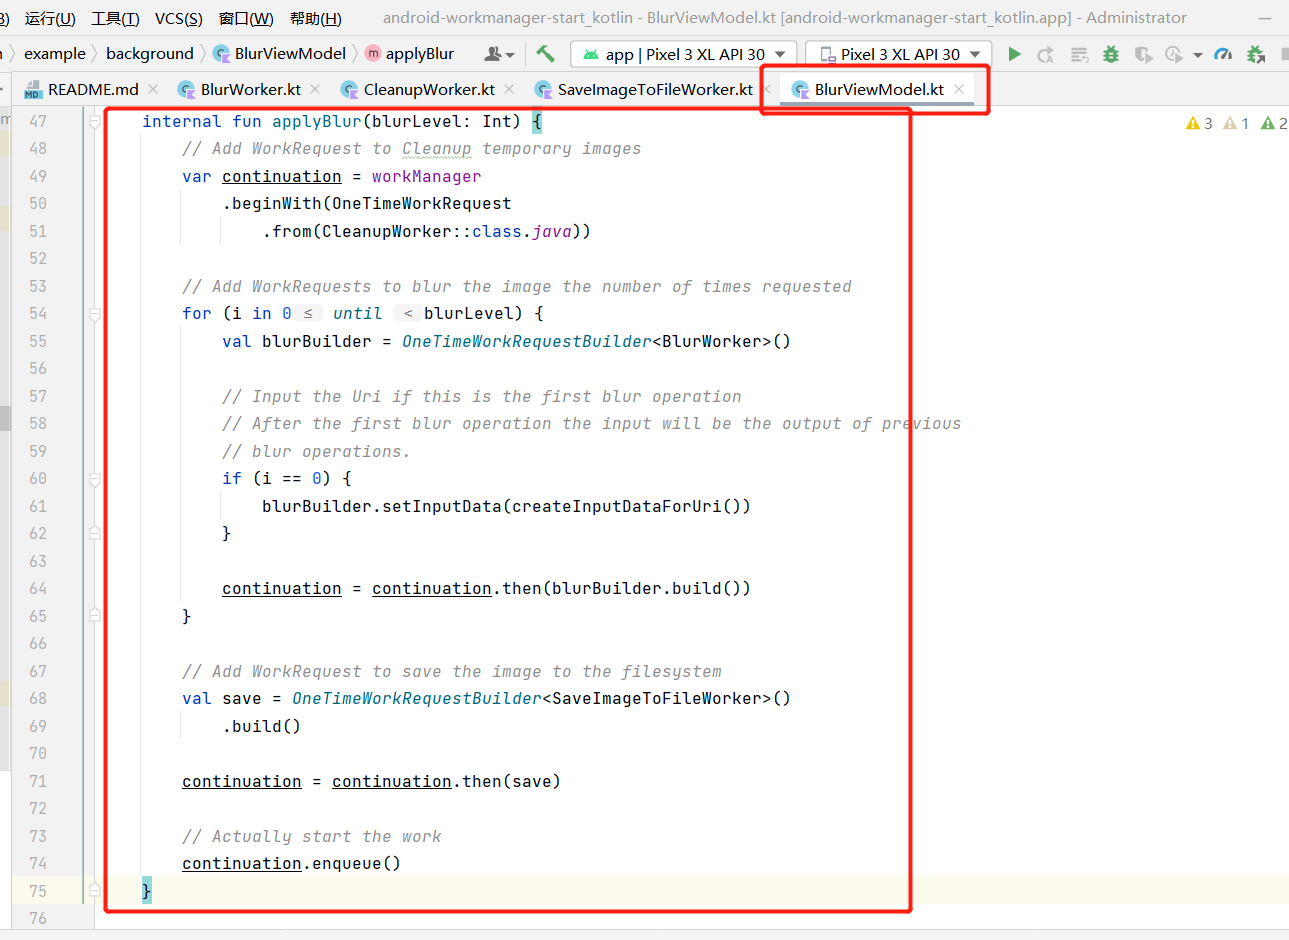 B) 运行(U) 工具(T) VCS(S) 窗口(W) 帮助(H) android-workmanager-start_kotlin - BlurViewModel.kt [android-workmanager-start_kotlin.app] - Administrator
example background BlurViewModel m applyBlur app | Pixel 3 XL API 30 Pixel 3 XL API 30
MD README.md BlurWorker.kt CleanupWorker.kt SaveImageToFileWorker.kt BlurViewModel.kt
47 internal fun applyBlur(blurLevel: Int) { 3 1 2
48 // Add WorkRequest to Cleanup temporary images
49 var continuation = workManager
50 .beginWith(OneTimeWorkRequest
51 .from(CleanupWorker::class.java))
52
53 // Add WorkRequests to blur the image the number of times requested
54 for (i in 0 ≤ until < blurLevel) {
55 val blurBuilder = OneTimeWorkRequestBuilder<BlurWorker>()
56
57 // Input the Uri if this is the first blur operation
58 // After the first blur operation the input will be the output of previous
59 // blur operations.
60 if (i == 0) {
61 blurBuilder.setInputData(createInputDataForUri())
62 }
63
64 continuation = continuation.then(blurBuilder.build())
65 }
66
67 // Add WorkRequest to save the image to the filesystem
68 val save = OneTimeWorkRequestBuilder<SaveImageToFileWorker>()
69 .build()
70
71 continuation = continuation.then(save)
72
73 // Actually start the work
74 continuation.enqueue()
75 }
76